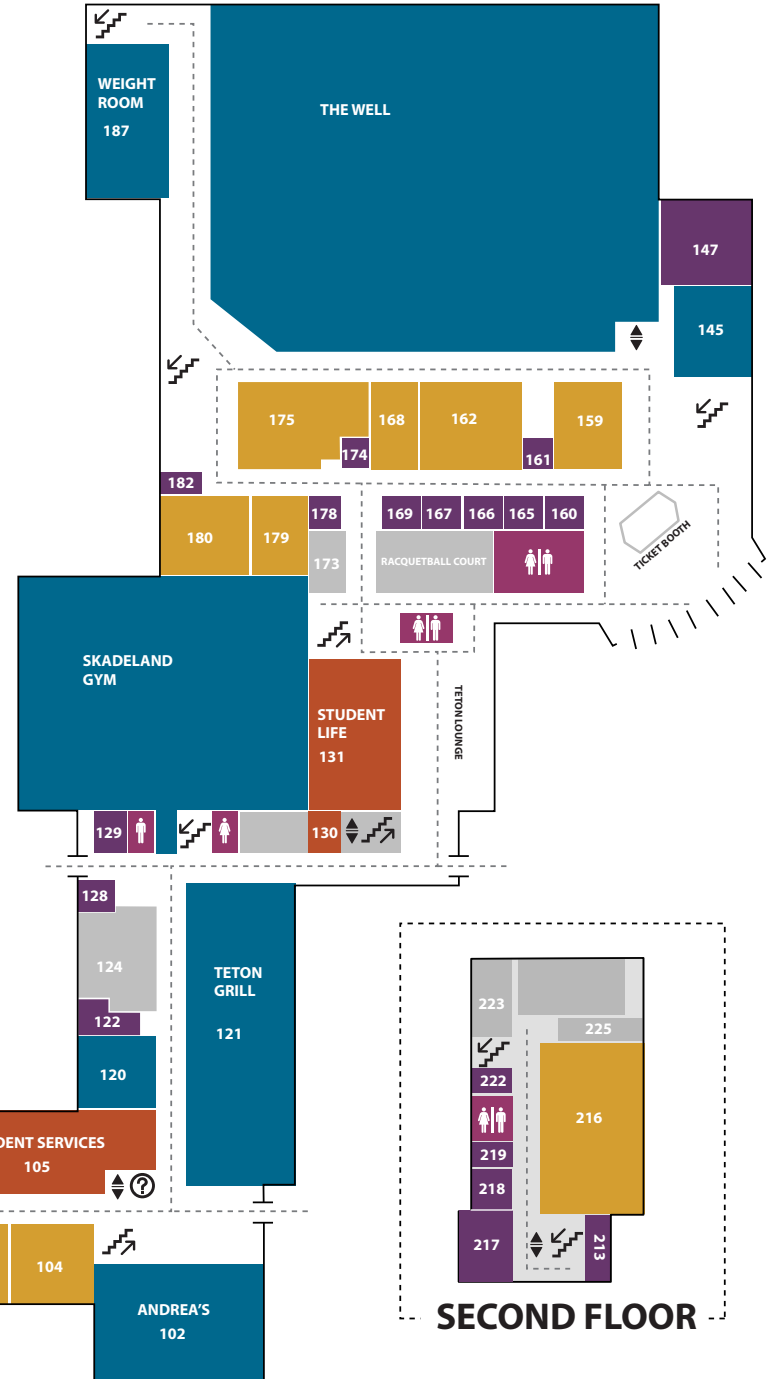 WEIGHT
ROOM
187
THE WELL
147
145
175
168
162
159
174
161
182
178
169
167
166
165
160
180
179
173
RACQUETBALL COURT
TICKET BOOTH
SKADELAND
GYM
STUDENT
LIFE
131
TETON LOUNGE
129
130
128
124
122
120
TETON
GRILL
121
DENT SERVICES
105
?
104
ANDREA'S
102
223
225
222
216
219
218
217
213
SECOND FLOOR